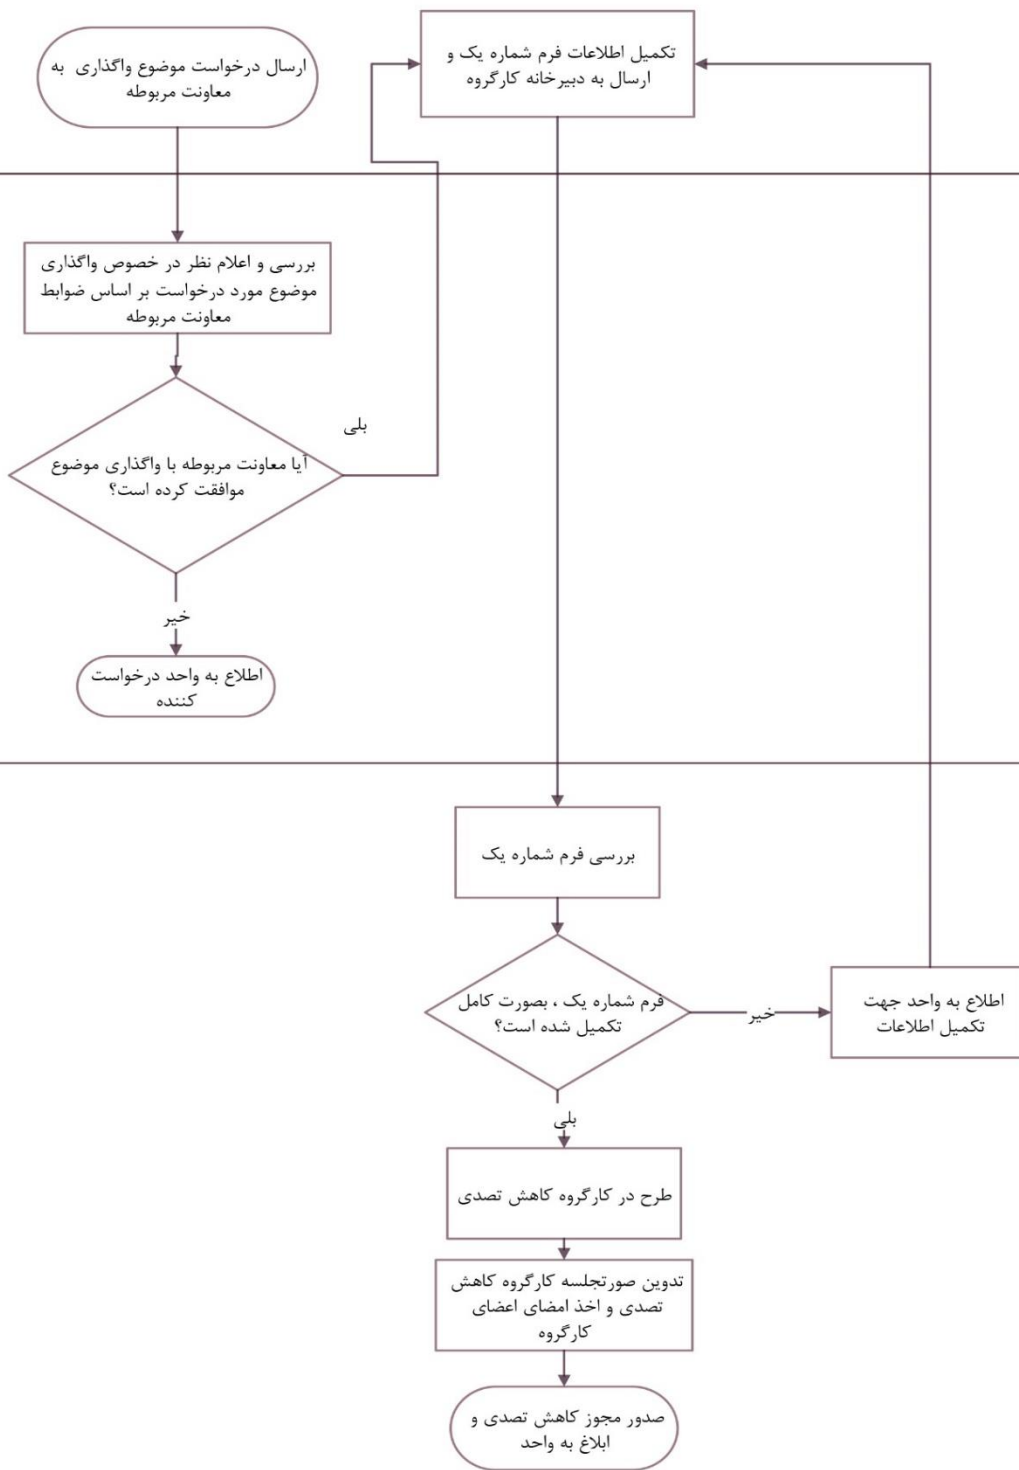 ارسال درخواست موضوع واگذاری به
معاونت مربوطه
تکمیل اطلاعات فرم شماره یک و
ارسال به دبیرخانه کارگروه
بررسی و اعلام نظر در خصوص واگذاری
موضوع مورد درخواست بر اساس ضوابط
معاونت مربوطه
بلی
آیا معاونت مربوطه با واگذاری موضوع
موافقت کرده است؟
خیر
اطلاع به واحد درخواست
کننده
بررسی فرم شماره یک
فرم شماره یک ، بصورت کامل
تکمیل شده است؟
خیر
اطلاع به واحد جهت
تکمیل اطلاعات
بلی
طرح در کارگروه کاهش تصدی
تدوین صورتجلسه کارگروه کاهش
تصدی و اخذ امضای اعضای
کارگروه
صدور مجوز کاهش تصدی و
ابلاغ به واحد